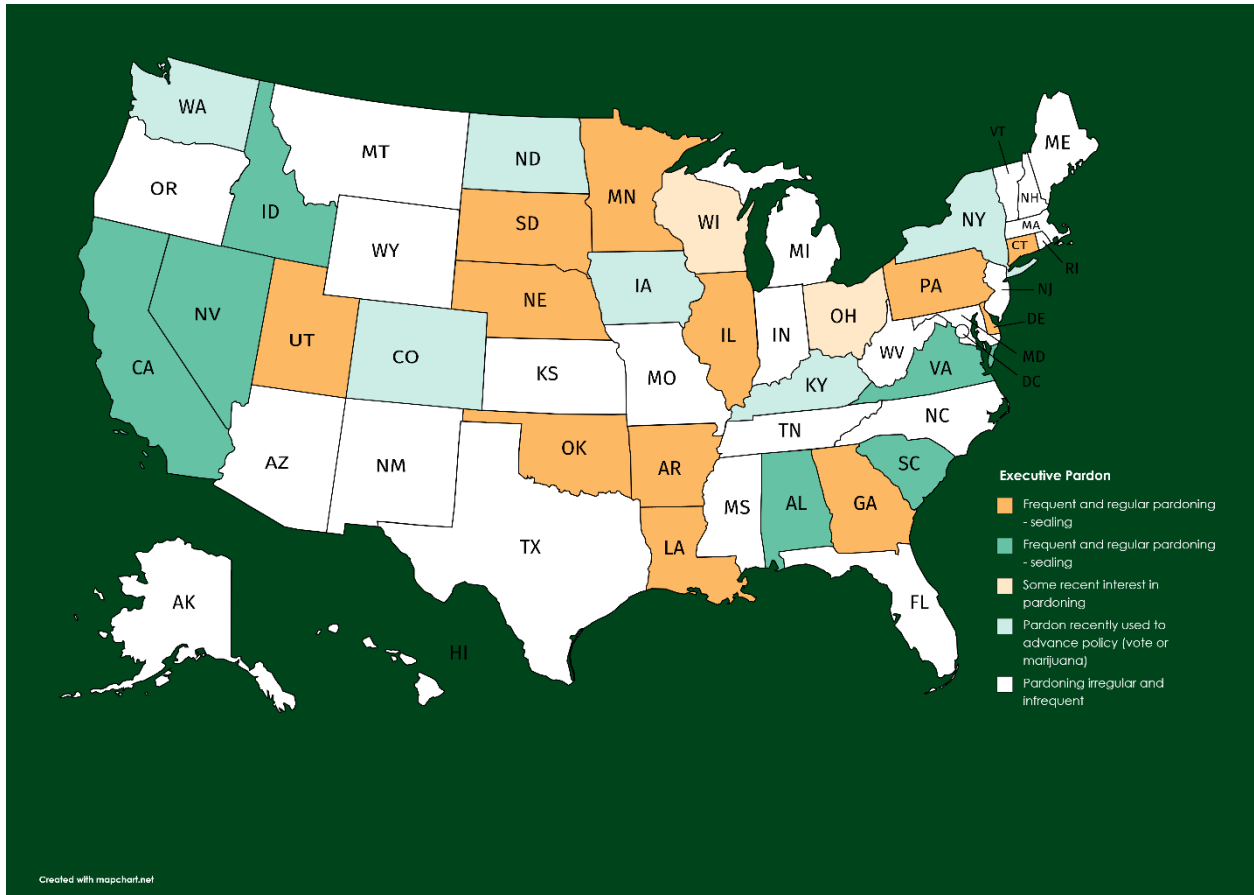 WA
MT
ND
MN
VT
ME
OR
ID
SD
WI
NY
NH
MA
WY
MI
CT
RI
NE
IA
PA
NJ
NV
IL
IN
OH
DE
UT
CO
WV
MD
CA
KS
MO
KY
VA
DC
TN
NC
AZ
NM
OK
AR
SC
MS
AL
GA
TX
LA
FL
AK
HI
Executive Pardon
Frequent and regular pardoning
- sealing
Frequent and regular pardoning
- sealing
Some recent interest in
pardoning
Pardon recently used to
advance policy (vote or
marijuana)
Pardoning irregular and
infrequent
Created with mapchart.net